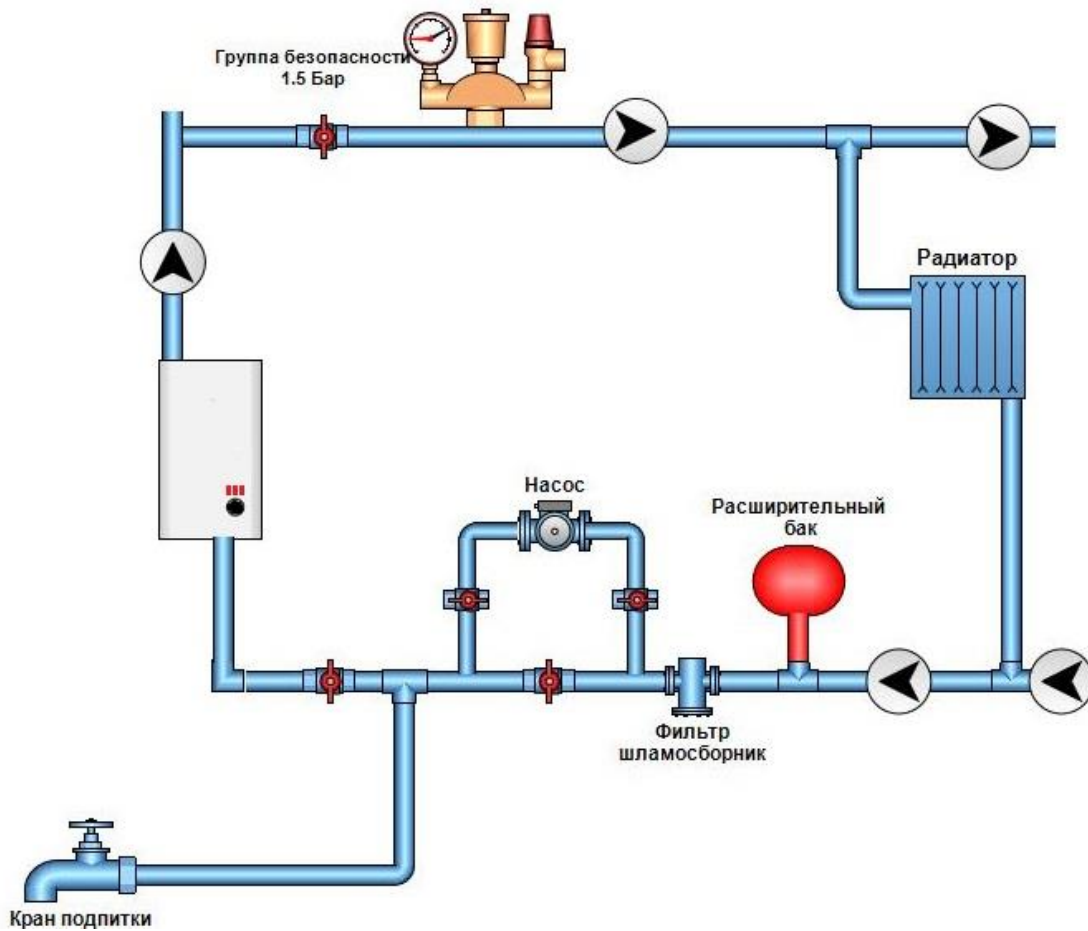 Группа безопасности
1.5 Бар
Радиатор
Насос
Расширительный
бак
Фильтр
шламосборник
Кран подпитки